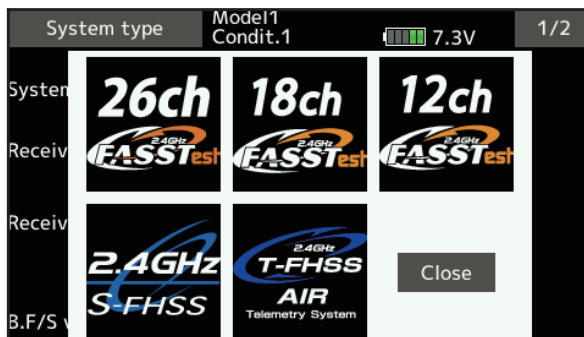 System type
Model1
Condit.1
7.3V
1/2
System
26ch
2.4GHz
FASSTest
18ch
2.4GHz
FASSTest
12ch
2.4GHz
FASSTest
Receiv
Receiv
2.4GHz
S-FHSS
2.4GHz
T-FHSS
AIR
Telemetry System
Close
B.F/S v